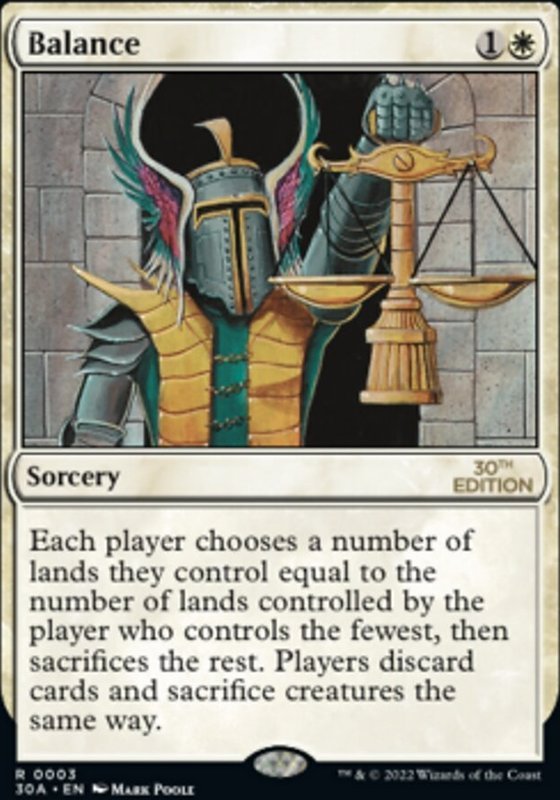 Balance 1
Sorcery
30TH
EDITION
Each player chooses a number of
lands they control equal to the
number of lands controlled by the
player who controls the fewest, then
sacrifices the rest. Players discard
cards and sacrifice creatures the
same way.
R 0003
30A • EN MARK POOLE
™ & © 2022 Wizards of the Coast